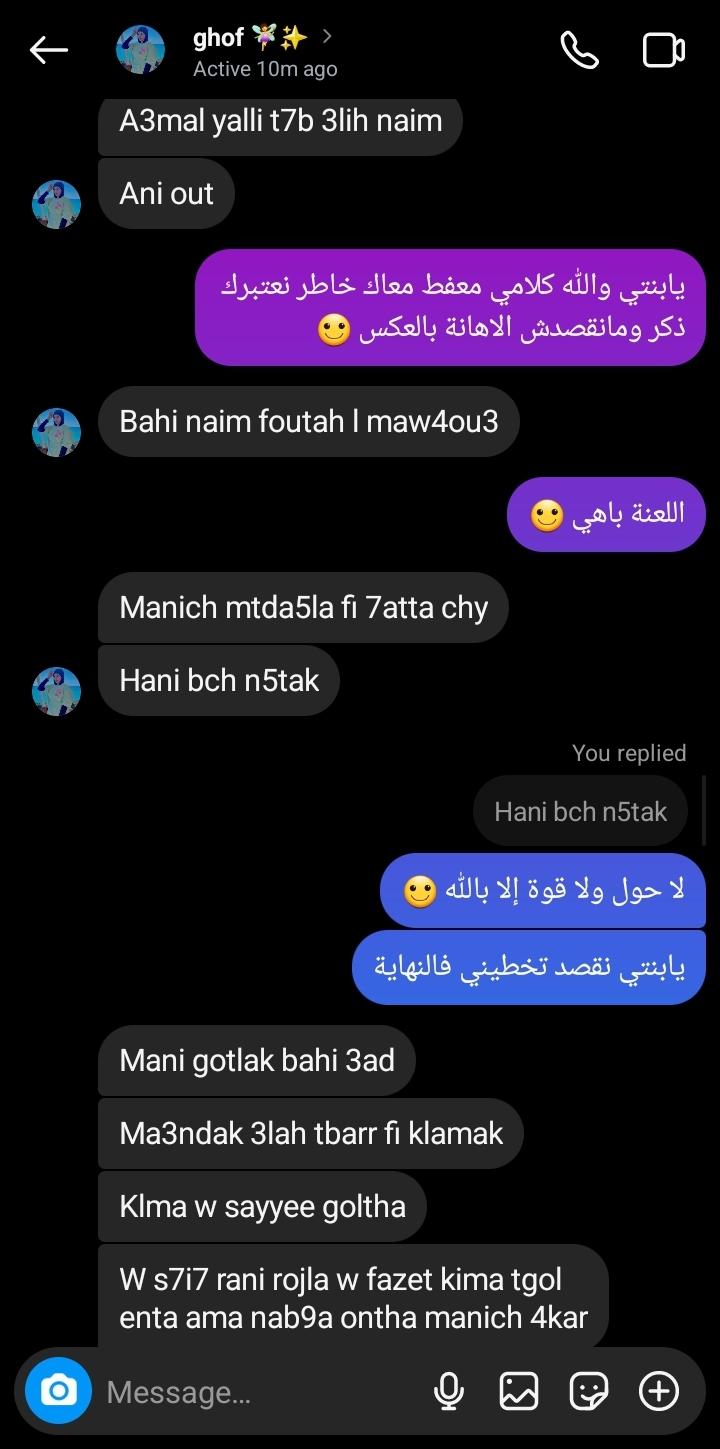 ghof 🧚‍♀️✨
Active 10m ago
A3mal yalli t7b 3lih naim
Ani out
يابنتي والله كلامي معفط معاك خاطر نعتبرك
ذكر ومانقصدش الاهانة بالعكس 🙂
Bahi naim foutah l maw4ou3
اللعنة باهي 🙂
Manich mtda5la fi 7atta chy
Hani bch n5tak
You replied
Hani bch n5tak
لا حول ولا قوة إلا بالله 🙂
يابنتي نقصد تخطيني فالنهاية
Mani gotlak bahi 3ad
Ma3ndak 3lah tbarr fi klamak
Klma w sayyee goltha
W s7i7 rani rojla w fazet kima tgol
enta ama nab9a ontha manich 4kar
Message...